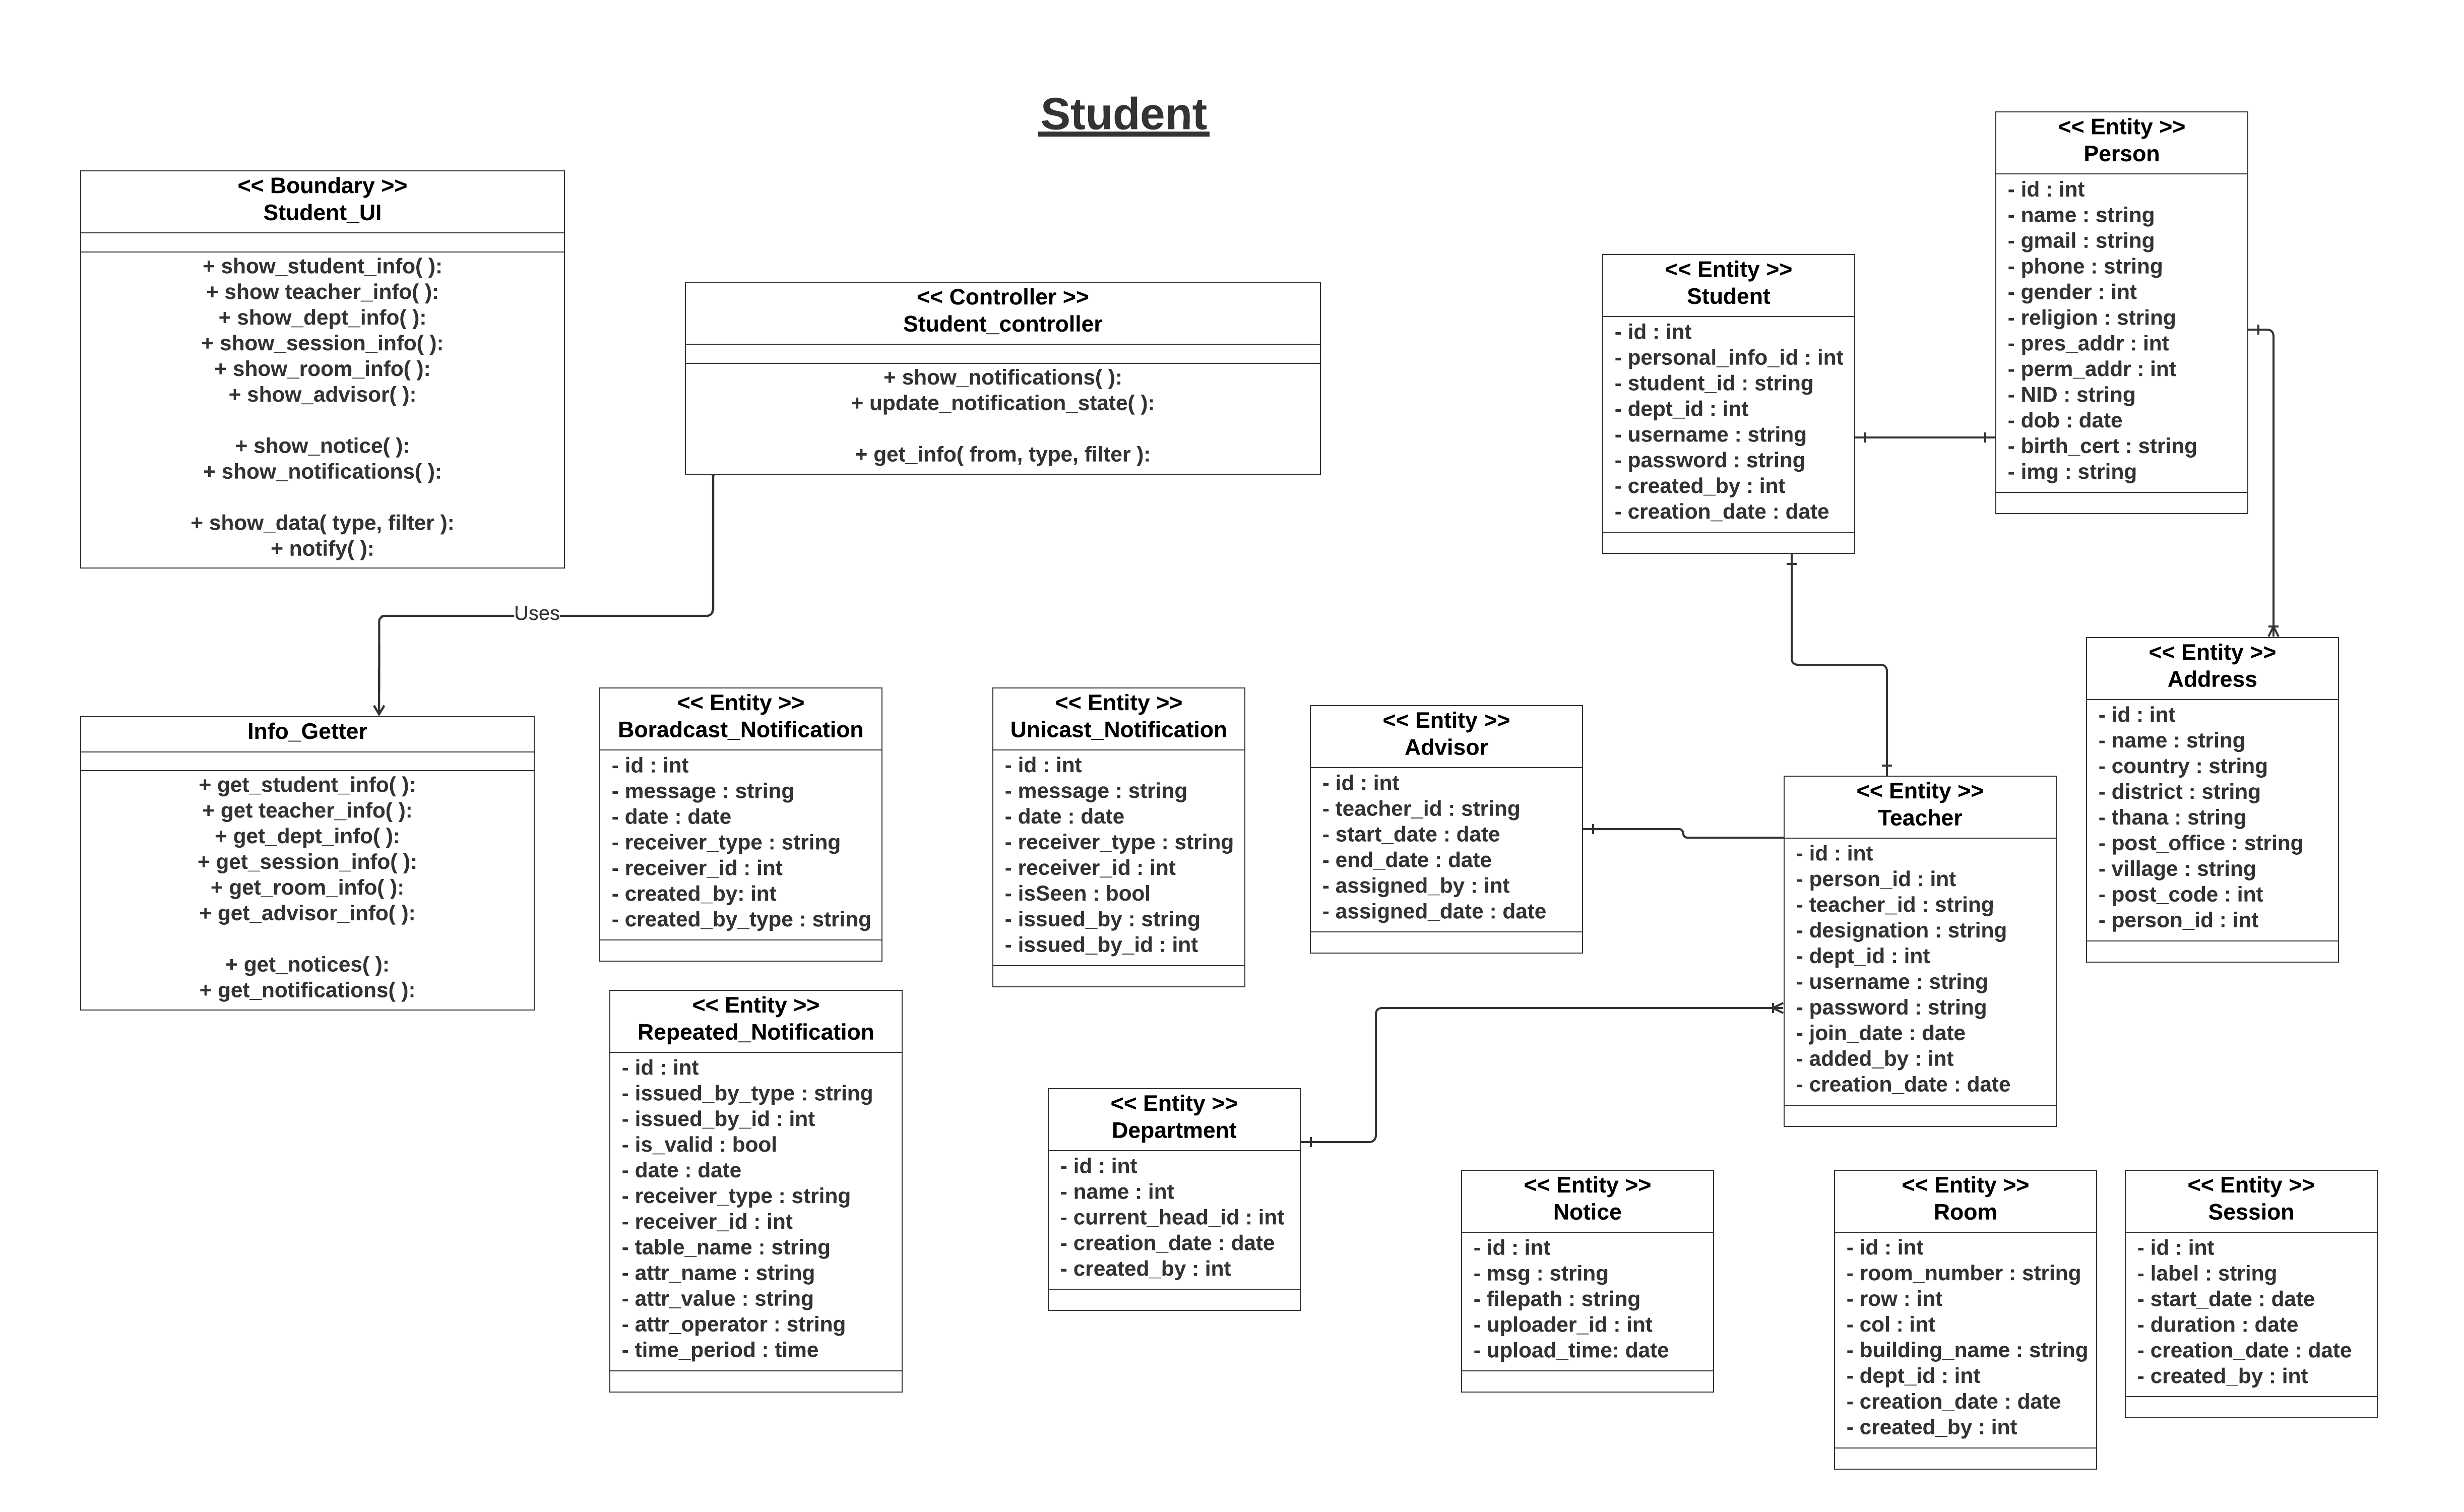 Student
<< Boundary >>
Student_UI
+ show_student_info( ):
+ show teacher_info( ):
+ show_dept_info( ):
+ show_session_info( ):
+ show_room_info( ):
+ show_advisor( ):
+ show_notice( ):
+ show_notifications( ):
+ show_data( type, filter ):
+ notify( ):
<< Controller >>
Student_controller
+ show_notifications( ):
+ update_notification_state( ):
+ get_info( from, type, filter ):
<< Entity >>
Student
- id : int
- personal_info_id : int
- student_id : string
- dept_id : int
- username : string
- password : string
- created_by : int
- creation_date : date
<< Entity >>
Person
- id : int
- name : string
- gmail : string
- phone : string
- gender : int
- religion : string
- pres_addr : int
- perm_addr : int
- NID : string
- dob : date
- birth_cert : string
- img : string
Uses
Info_Getter
+ get_student_info( ):
+ get teacher_info( ):
+ get_dept_info( ):
+ get_session_info( ):
+ get_room_info( ):
+ get_advisor_info( ):
+ get_notices( ):
+ get_notifications( ):
<< Entity >>
Boradcast_Notification
- id : int
- message : string
- date : date
- receiver_type : string
- receiver_id : int
- created_by: int
- created_by_type : string
<< Entity >>
Unicast_Notification
- id : int
- message : string
- date : date
- receiver_type : string
- receiver_id : int
- isSeen : bool
- issued_by : string
- issued_by_id : int
<< Entity >>
Advisor
- id : int
- teacher_id : string
- start_date : date
- end_date : date
- assigned_by : int
- assigned_date : date
<< Entity >>
Teacher
- id : int
- person_id : int
- teacher_id : string
- designation : string
- dept_id : int
- username : string
- password : string
- join_date : date
- added_by : int
- creation_date : date
<< Entity >>
Address
- id : int
- name : string
- country : string
- district : string
- thana : string
- post_office : string
- village : string
- post_code : int
- person_id : int
<< Entity >>
Repeated_Notification
- id : int
- issued_by_type : string
- issued_by_id : int
- is_valid : bool
- date : date
- receiver_type : string
- receiver_id : int
- table_name : string
- attr_name : string
- attr_value : string
- attr_operator : string
- time_period : time
<< Entity >>
Department
- id : int
- name : int
- current_head_id : int
- creation_date : date
- created_by : int
<< Entity >>
Notice
- id : int
- msg : string
- filepath : string
- uploader_id : int
- upload_time: date
<< Entity >>
Room
- id : int
- room_number : string
- row : int
- col : int
- building_name : string
- dept_id : int
- creation_date : date
- created_by : int
<< Entity >>
Session
- id : int
- label : string
- start_date : date
- duration : date
- creation_date : date
- created_by : int